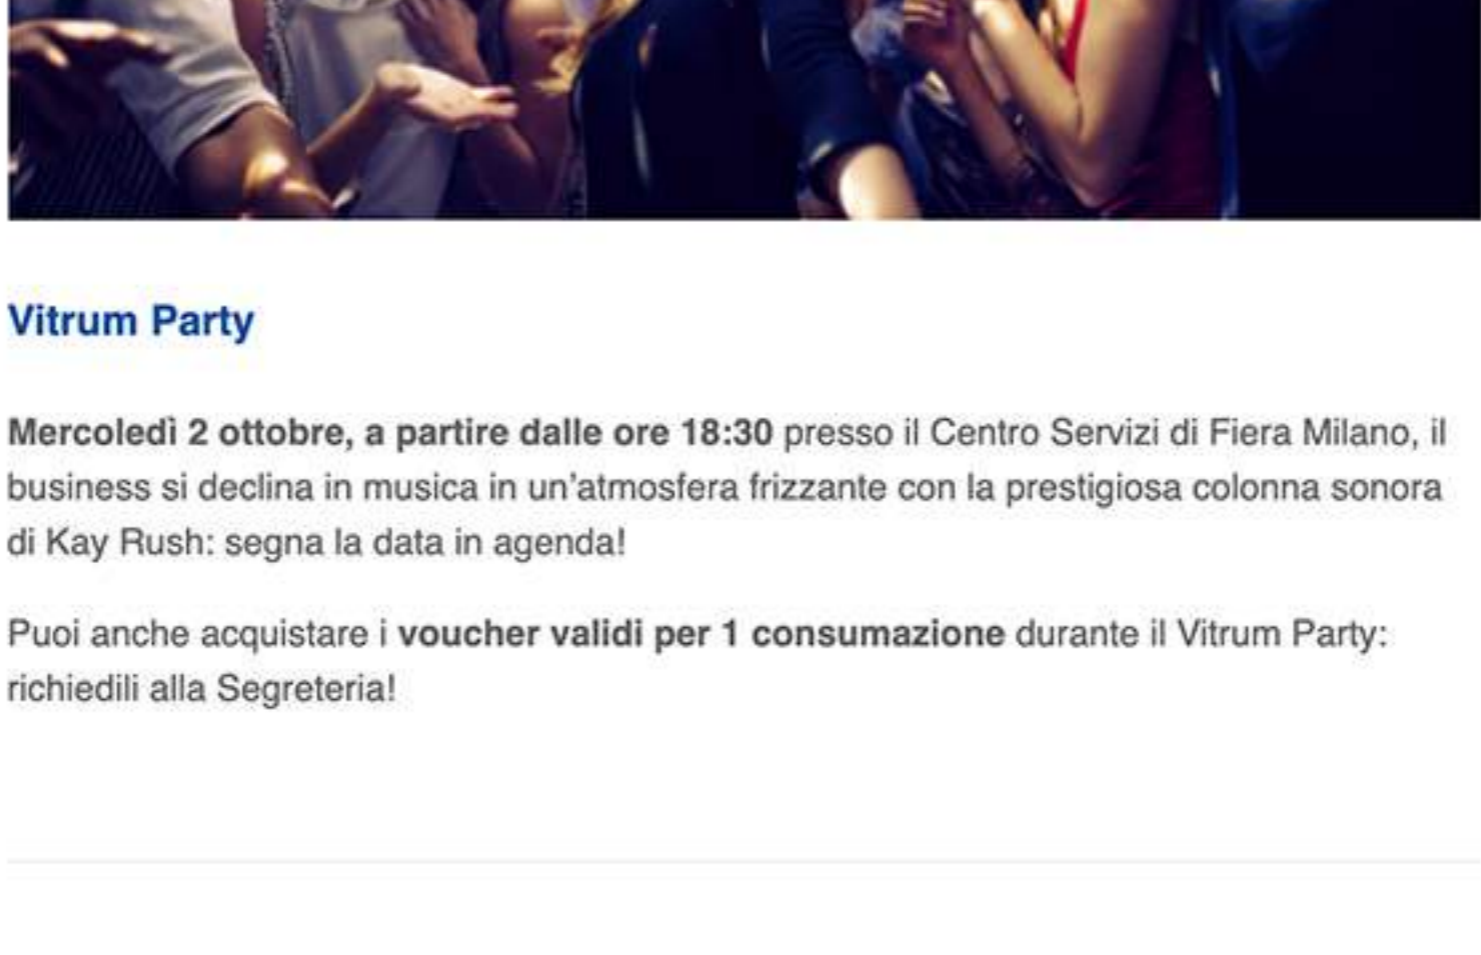 Vitrum Party
Mercoledì 2 ottobre, a partire dalle ore 18:30 presso il Centro Servizi di Fiera Milano, il
business si declina in musica in un'atmosfera frizzante con la prestigiosa colonna sonora
di Kay Rush: segna la data in agenda!
Puoi anche acquistare i voucher validi per 1 consumazione durante il Vitrum Party:
richiedili alla Segreteria!